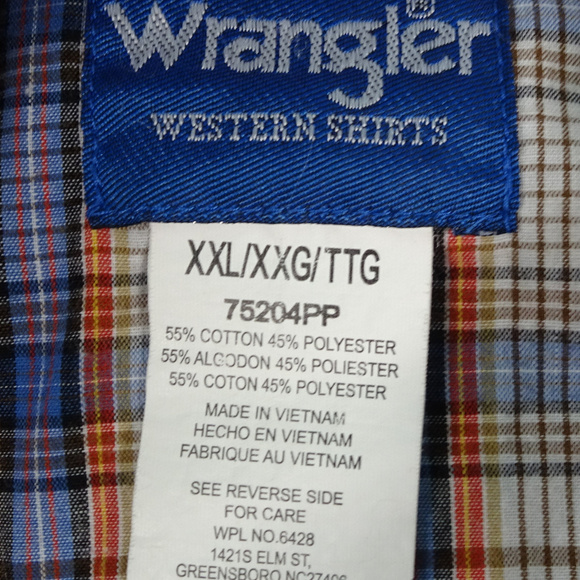 Wrangler®
WESTERN SHIRTS
XXL/XXG/TTG
75204PP
55% COTTON 45% POLYESTER
55% ALGODON 45% POLIESTER
55% COTON 45% POLYESTER
MADE IN VIETNAM
HECHO EN VIETNAM
FABRIQUE AU VIETNAM
SEE REVERSE SIDE
FOR CARE
WPL NO.6428
1421S ELM ST,
GREENSBORO NC27406